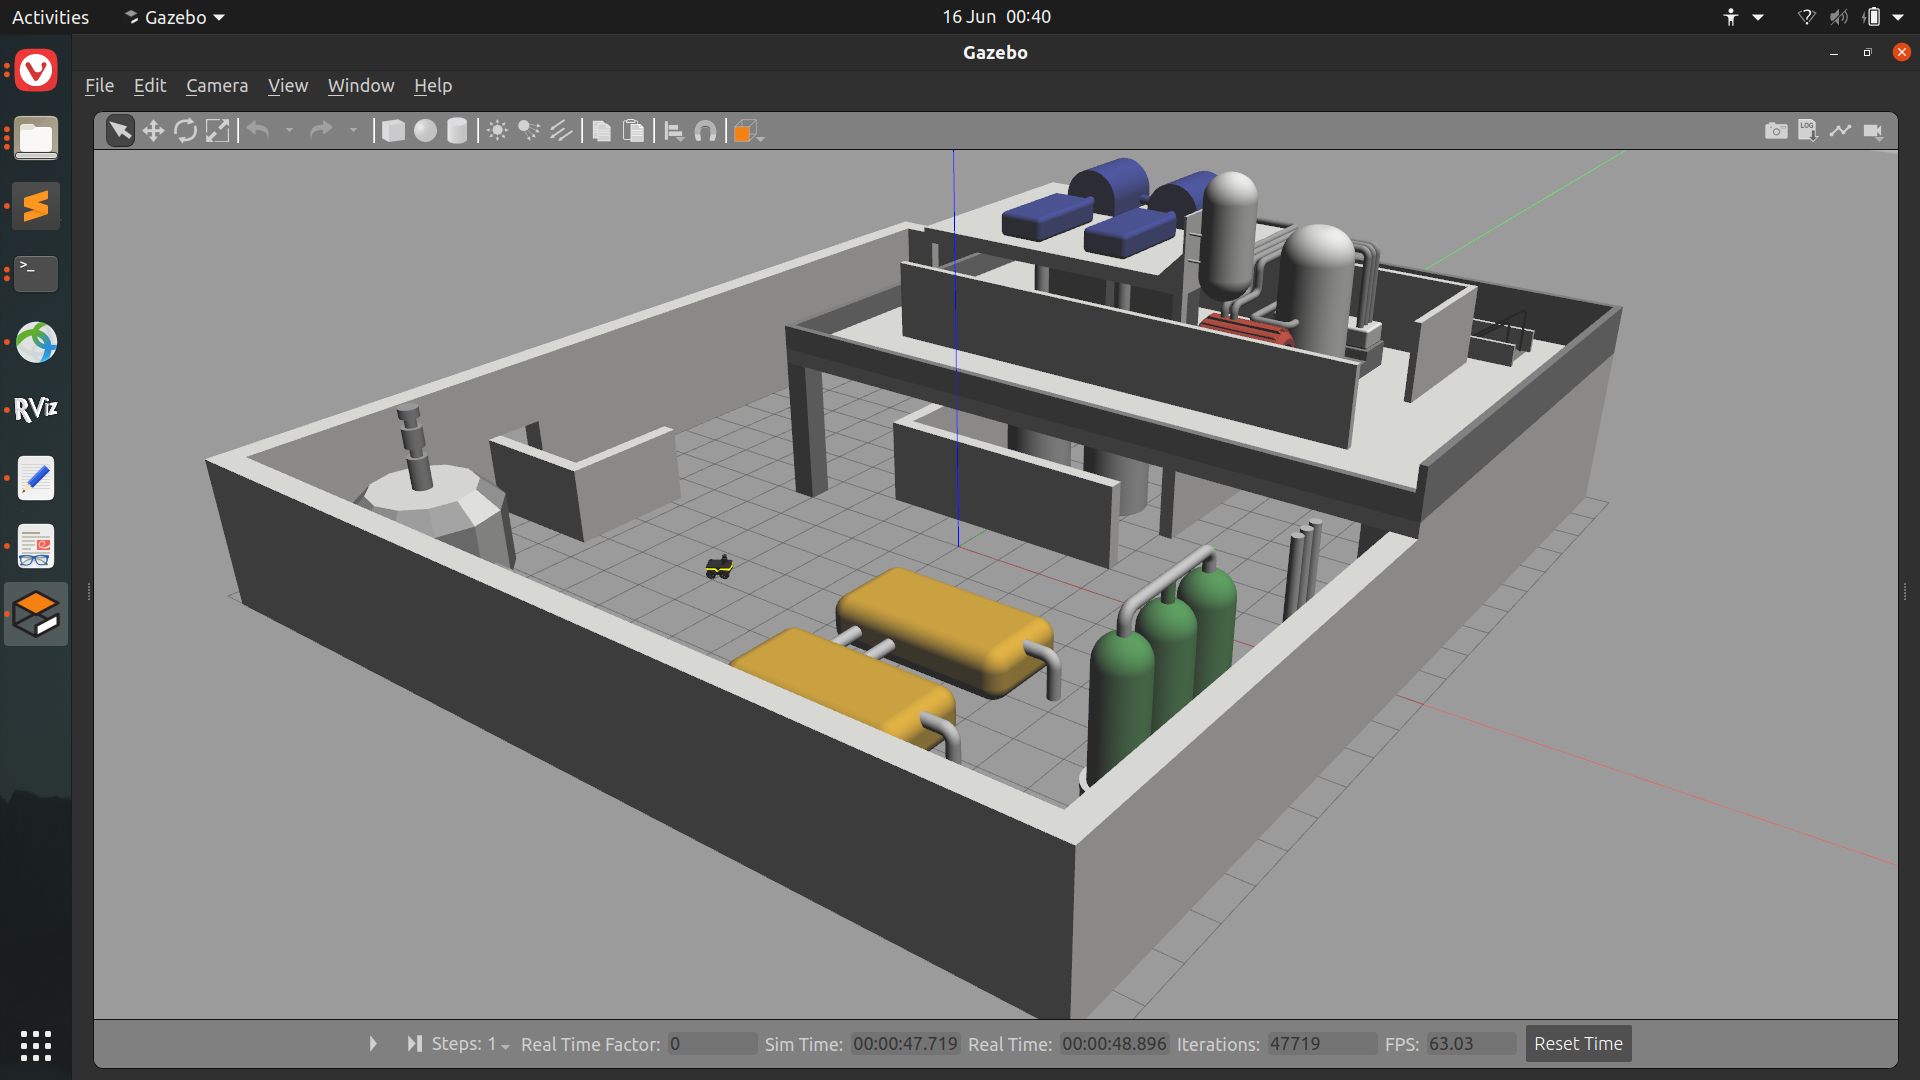 Activities Gazebo 16 Jun 00:40
Gazebo
File Edit Camera View Window Help
LOG
>_
RViz
Steps: 1 Real Time Factor: 0 Sim Time: 00:00:47.719 Real Time: 00:00:48.896 Iterations: 47719 FPS: 63.03 Reset Time